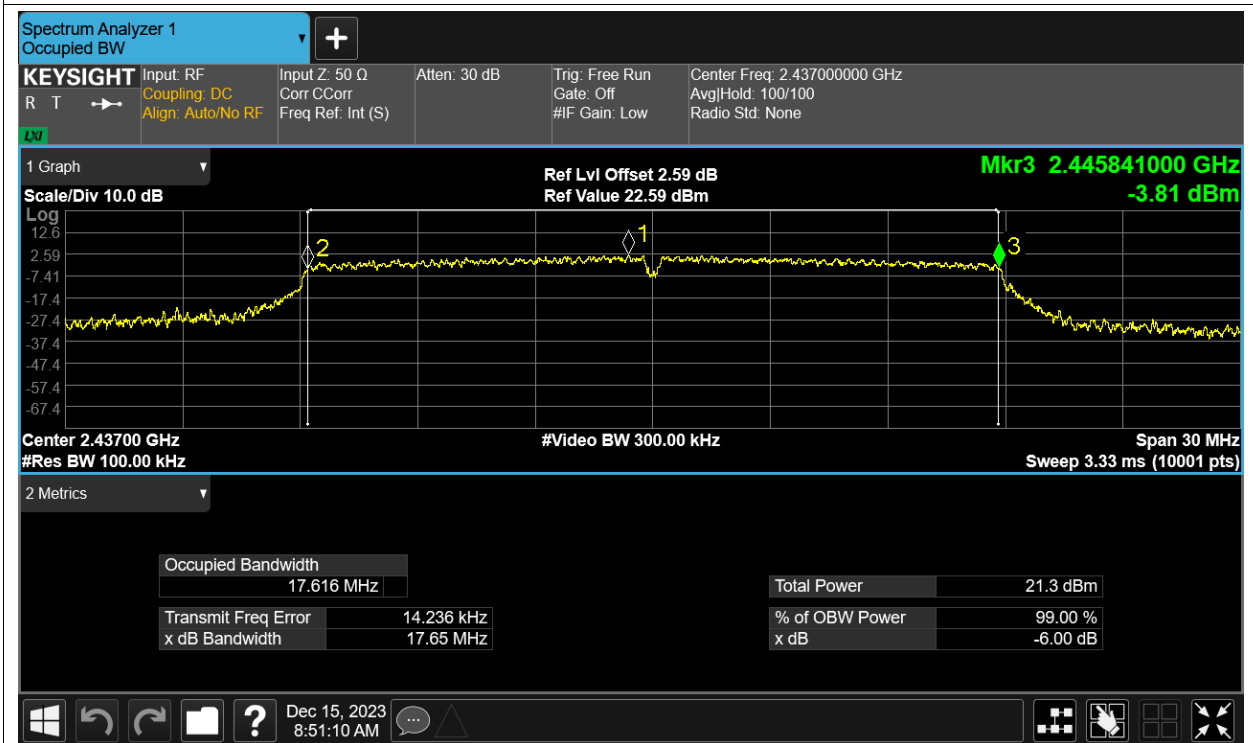 Spectrum Analyzer 1
Occupied BW
KEYSIGHT
R T
LXI
Input: RF
Coupling: DC
Align: Auto/No RF
Input Z: 50 Ω
Corr CCorr
Freq Ref: Int (S)
Atten: 30 dB
Trig: Free Run
Gate: Off
#IF Gain: Low
Center Freq: 2.437000000 GHz
Avg|Hold: 100/100
Radio Std: None
1 Graph
Scale/Div 10.0 dB
Ref Lvl Offset 2.59 dB
Ref Value 22.59 dBm
Mkr3 2.445841000 GHz
-3.81 dBm
Log
12.6
2.59
-7.41
-17.4
-27.4
-37.4
-47.4
-57.4
-67.4
2
1
3
Center 2.43700 GHz
#Res BW 100.00 kHz
#Video BW 300.00 kHz
Span 30 MHz
Sweep 3.33 ms (10001 pts)
2 Metrics
Occupied Bandwidth
17.616 MHz
Transmit Freq Error 14.236 kHz
x dB Bandwidth 17.65 MHz
Total Power 21.3 dBm
% of OBW Power 99.00 %
x dB -6.00 dB
?
Dec 15, 2023
8:51:10 AM